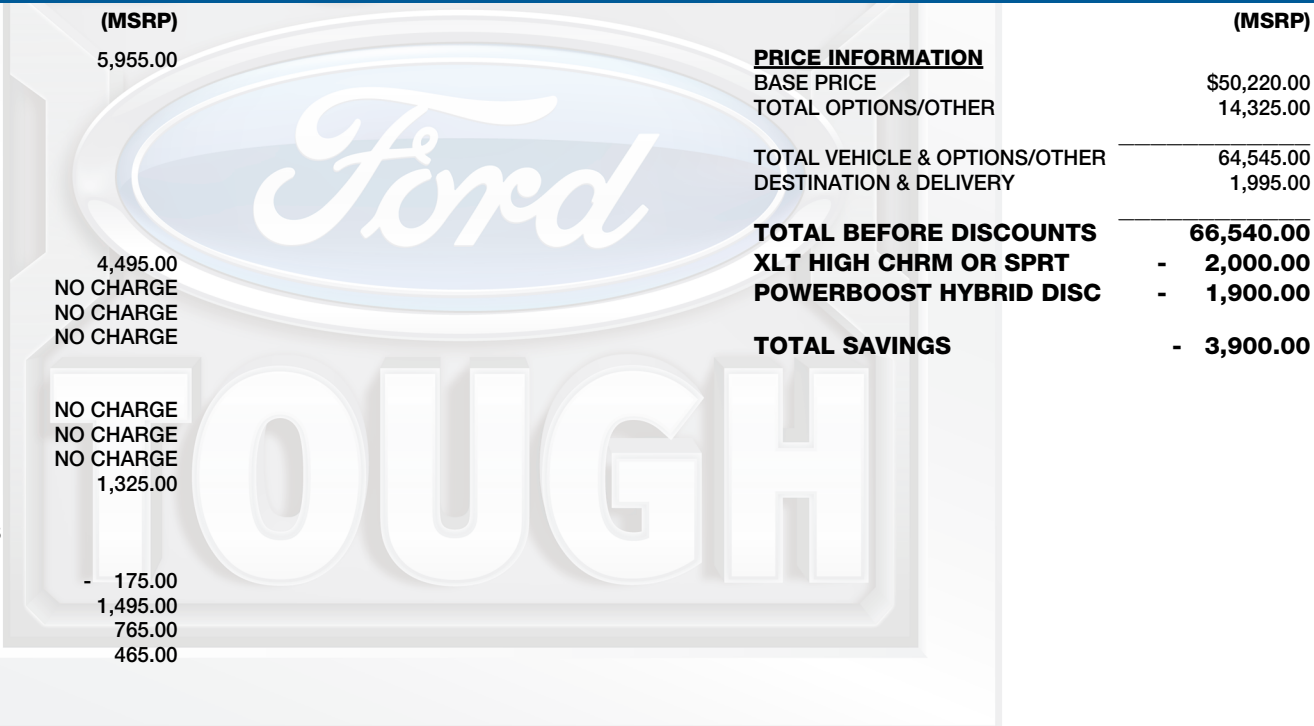 (MSRP)
5,955.00
4,495.00
NO CHARGE
NO CHARGE
NO CHARGE
NO CHARGE
NO CHARGE
NO CHARGE
1,325.00
- 175.00
1,495.00
765.00
465.00
Ford
TOUGH
(MSRP)
PRICE INFORMATION
BASE PRICE $50,220.00
TOTAL OPTIONS/OTHER 14,325.00
TOTAL VEHICLE & OPTIONS/OTHER 64,545.00
DESTINATION & DELIVERY 1,995.00
TOTAL BEFORE DISCOUNTS 66,540.00
XLT HIGH CHRM OR SPRT - 2,000.00
POWERBOOST HYBRID DISC - 1,900.00
TOTAL SAVINGS - 3,900.00